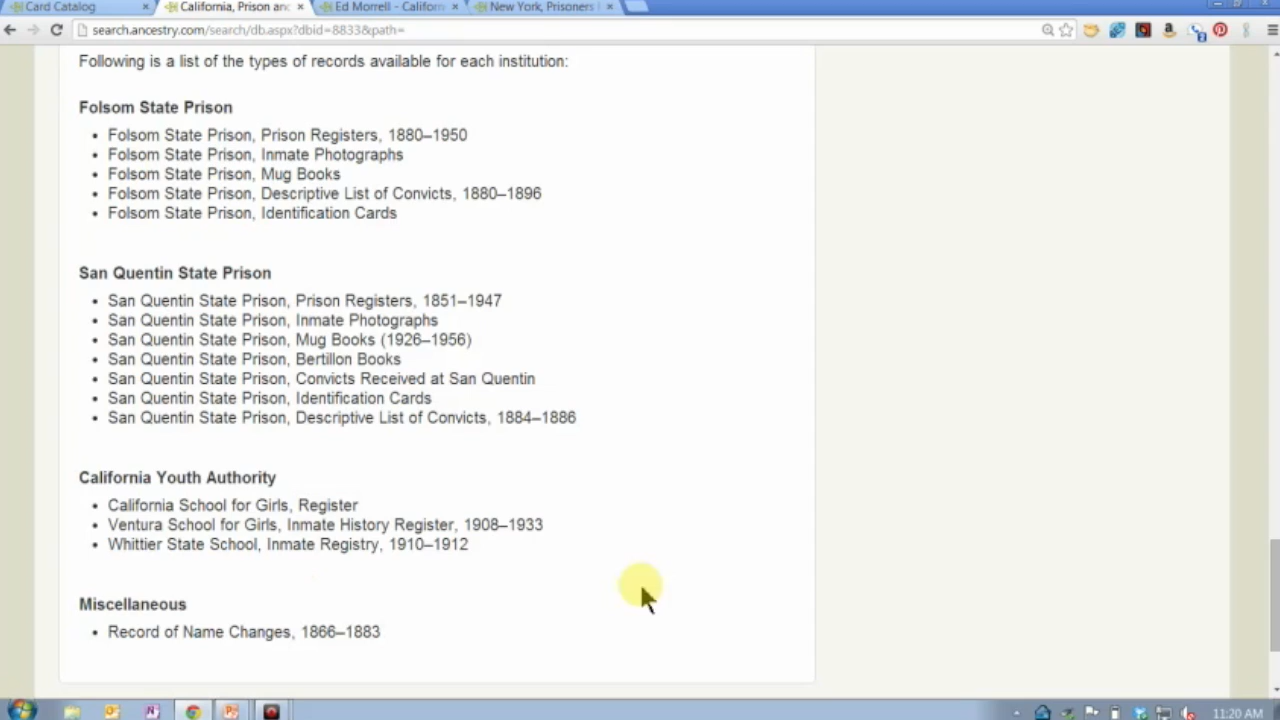 Card Catalog
California, Prison an
Ed Morrell - Californ
New York, Prisoners
search.ancestry.com/search/db.aspx?dbid=8833&path=
Following is a list of the types of records available for each institution:
Folsom State Prison
• Folsom State Prison, Prison Registers, 1880–1950
• Folsom State Prison, Inmate Photographs
• Folsom State Prison, Mug Books
• Folsom State Prison, Descriptive List of Convicts, 1880–1896
• Folsom State Prison, Identification Cards
San Quentin State Prison
• San Quentin State Prison, Prison Registers, 1851–1947
• San Quentin State Prison, Inmate Photographs
• San Quentin State Prison, Mug Books (1926–1956)
• San Quentin State Prison, Bertillon Books
• San Quentin State Prison, Convicts Received at San Quentin
• San Quentin State Prison, Identification Cards
• San Quentin State Prison, Descriptive List of Convicts, 1884–1886
California Youth Authority
• California School for Girls, Register
• Ventura School for Girls, Inmate History Register, 1908–1933
• Whittier State School, Inmate Registry, 1910–1912
Miscellaneous
• Record of Name Changes, 1866–1883
11:20 AM